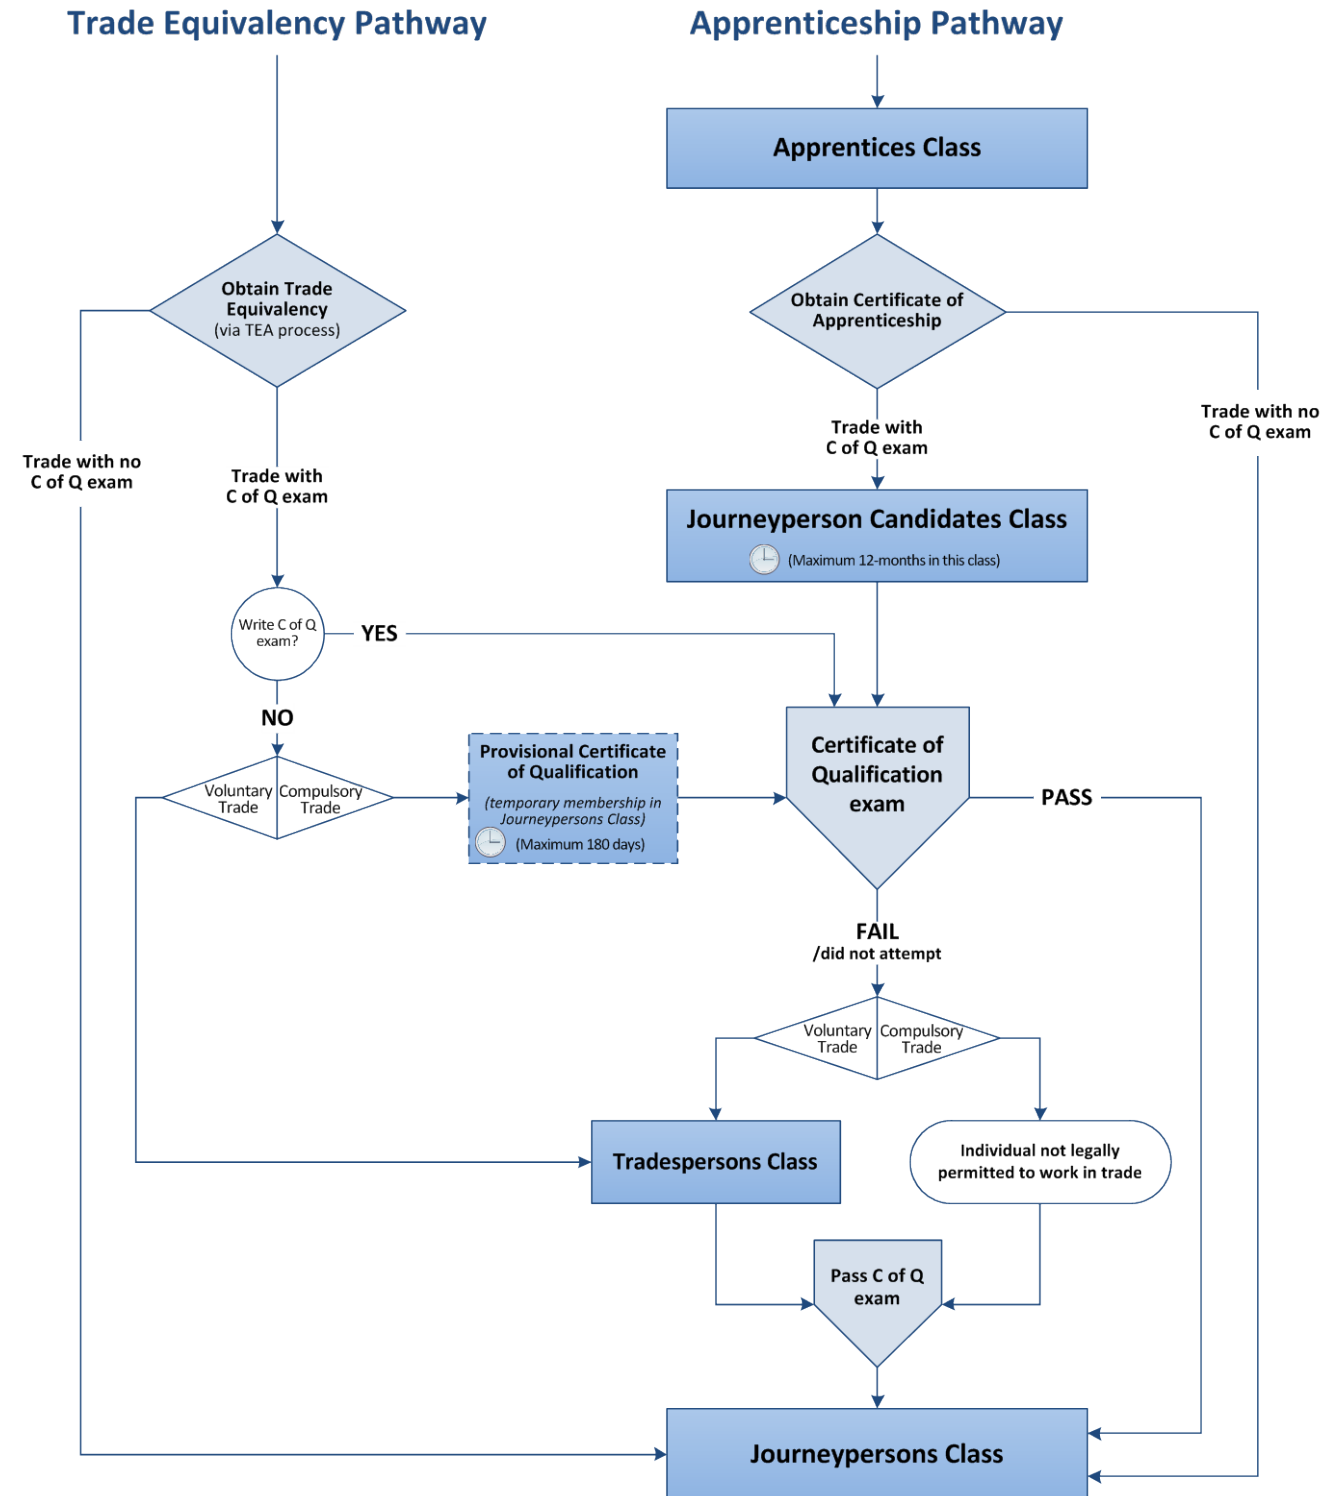 Trade Equivalency Pathway
Apprenticeship Pathway
Apprentices Class
Obtain Trade
Equivalency
(via TEA process)
Obtain Certificate of
Apprenticeship
Trade with no
C of Q exam
Trade with
C of Q exam
Trade with
C of Q exam
Trade with no
C of Q exam
Journeyperson Candidates Class
(Maximum 12-months in this class)
Write C of Q
exam?
YES
NO
Voluntary
Trade
Compulsory
Trade
Provisional Certificate
of Qualification
(temporary membership in
Journeypersons Class)
(Maximum 180 days)
Certificate of
Qualification
exam
PASS
FAIL
/did not attempt
Voluntary
Trade
Compulsory
Trade
Tradespersons Class
Individual not legally
permitted to work in trade
Pass C of Q
exam
Journeypersons Class